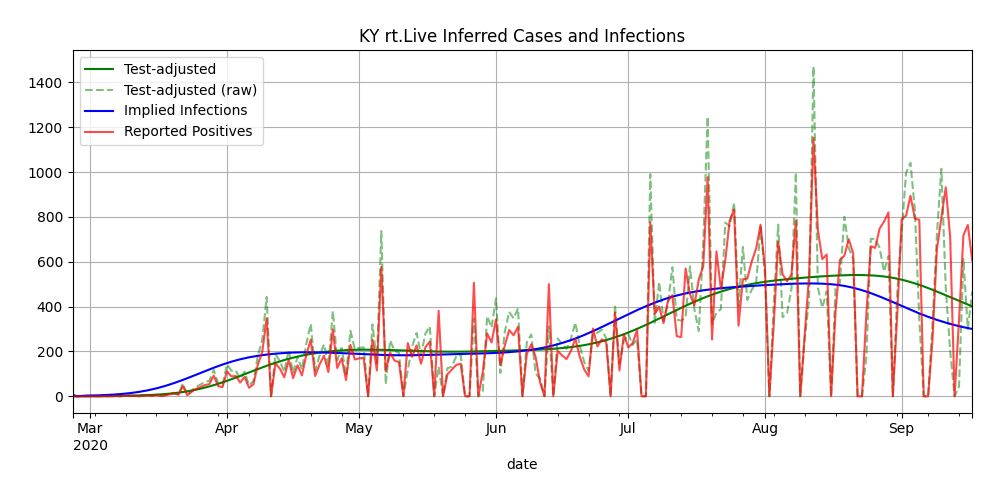 KY rt.Live Inferred Cases and Infections
Test-adjusted
Test-adjusted (raw)
Implied Infections
Reported Positives
1400
1200
1000
800
600
400
200
0
Mar Apr May Jun Jul Aug Sep
2020
date